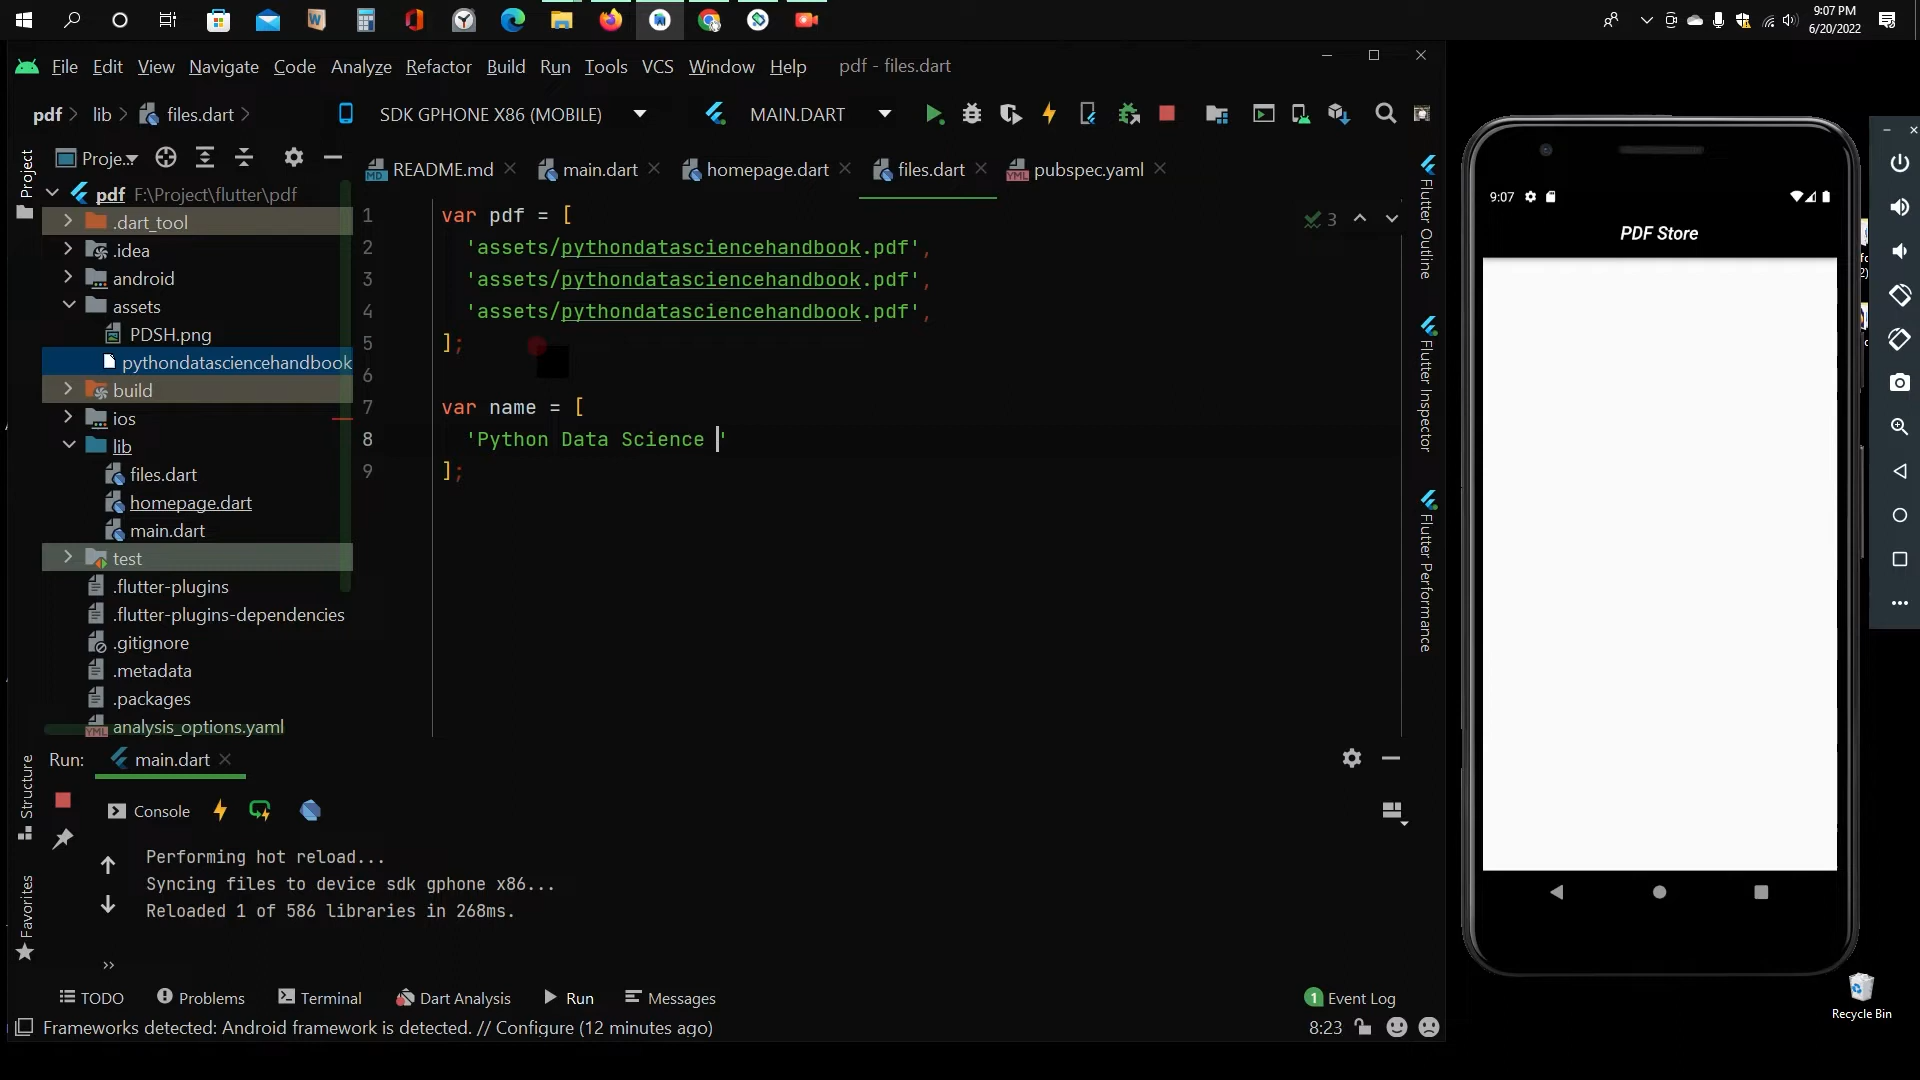 9:07 PM
6/20/2022
File Edit View Navigate Code Analyze Refactor Build Run Tools VCS Window Help pdf - files.dart
pdf lib files.dart SDK GPHONE X86 (MOBILE) MAIN.DART
Project
Proje...
README.md main.dart homepage.dart files.dart pubspec.yaml
pdf F:\Project\flutter\pdf
.dart_tool
.idea
android
assets
PDSH.png
pythondatasciencehandbook
build
ios
lib
files.dart
homepage.dart
main.dart
test
.flutter-plugins
.flutter-plugins-dependencies
.gitignore
.metadata
.packages
analysis_options.yaml
1 var pdf = [
2 'assets/pythondatasciencehandbook.pdf',
3 'assets/pythondatasciencehandbook.pdf',
4 'assets/pythondatasciencehandbook.pdf',
5 ];
6
7 var name = [
8 'Python Data Science '
9 ];
3
Flutter Outline
Flutter Inspector
Flutter Performance
9:07
PDF Store
Structure
Favorites
Run: main.dart
Console
Performing hot reload...
Syncing files to device sdk gphone x86...
Reloaded 1 of 586 libraries in 268ms.
TODO Problems Terminal Dart Analysis Run Messages 1 Event Log
Frameworks detected: Android framework is detected. // Configure (12 minutes ago) 8:23
Recycle Bin